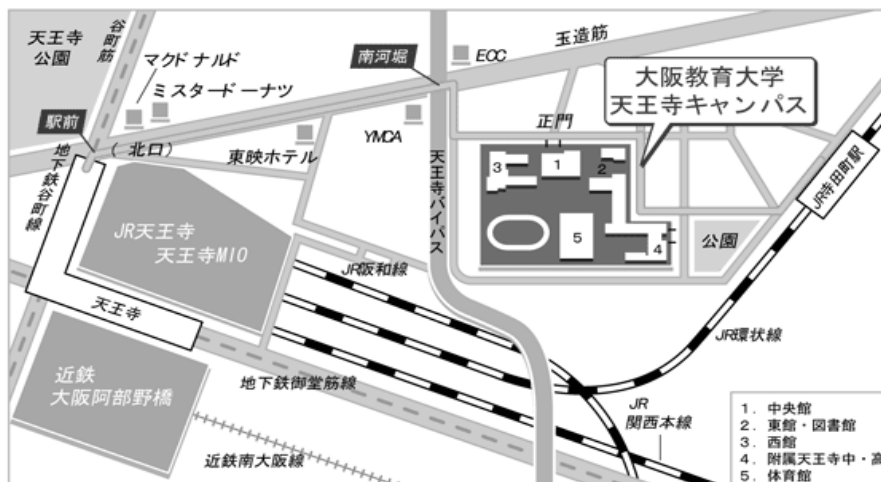 天王寺
公園
谷町筋
マクドナルド
ミスタードーナツ
南河堀
ECC
玉造筋
大阪教育大学
天王寺キャンパス
駅前
(北口)
東映ホテル
YMCA
正門
地下鉄谷町線
天王寺バイパス
JR寺田町駅
3
1
2
5
4
公園
JR天王寺
天王寺MIO
JR阪和線
天王寺
JR環状線
地下鉄御堂筋線
近鉄
大阪阿部野橋
JR
関西本線
近鉄南大阪線
1. 中央館
2. 東館・図書館
3. 西館
4. 附属天王寺中・高
5. 体育館